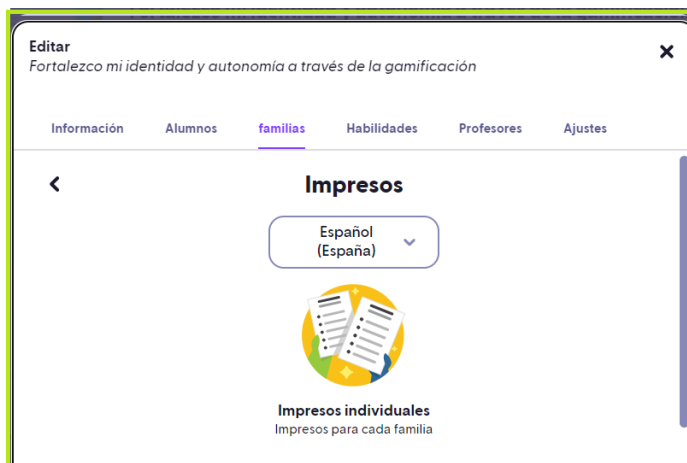 Editar
Fortalezco mi identidad y autonomía a través de la gamificación
Información Alumnos familias Habilidades Profesores Ajustes
Impresos
Español
(España)
Impresos individuales
Impresos para cada familia